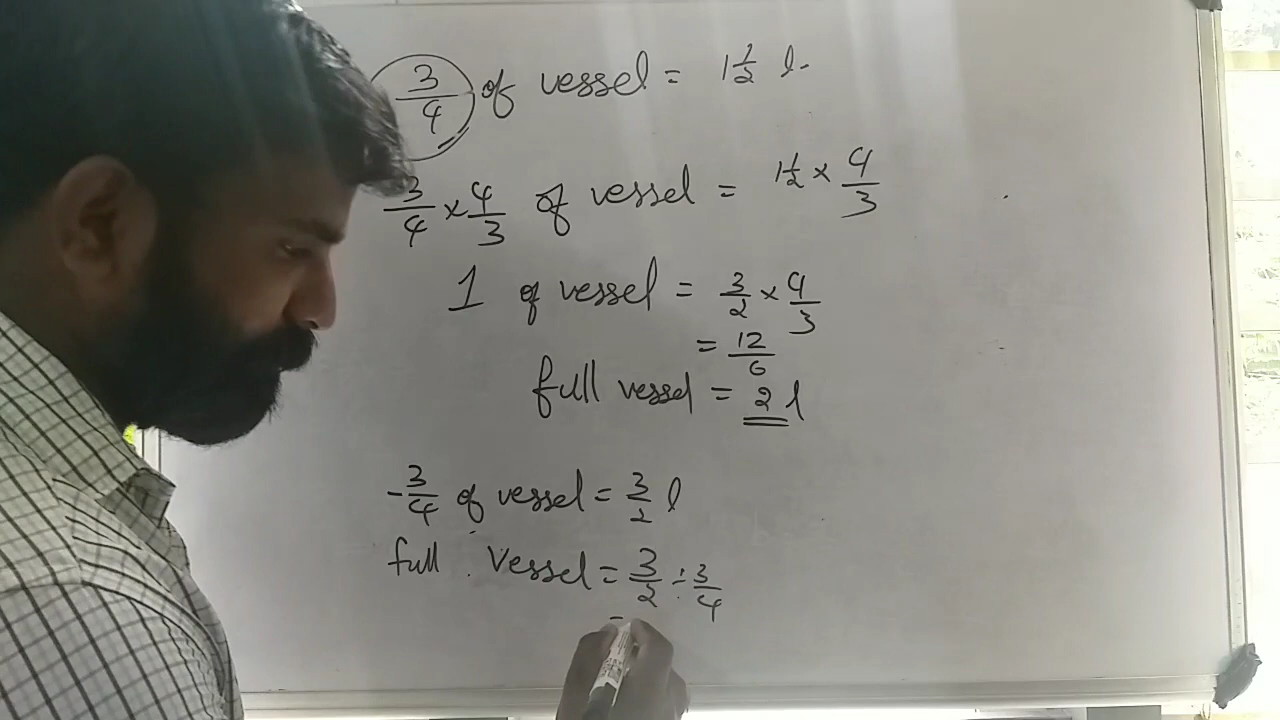 3/4 of vessel = 1 1/2 l.
3/4 × 4/3 of vessel = 1 1/2 × 4/3
1 of vessel = 3/2 × 4/3
= 12/6
full vessel = 2 l
-3/4 of vessel = 3/2 l
full vessel = 3/2 ÷ 3/4
=